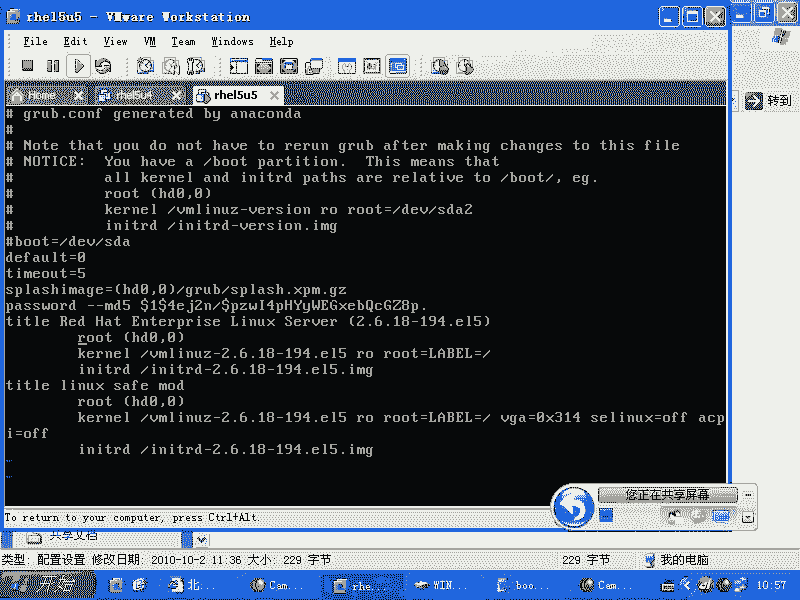 rhel5u5 - VMware Workstation
File Edit View VM Team Windows Help
Home rhel5u4 rhel5u5
转到
# grub.conf generated by anaconda
#
# Note that you do not have to rerun grub after making changes to this file
# NOTICE:  You have a /boot partition.  This means that
#          all kernel and initrd paths are relative to /boot/, eg.
#          root (hd0,0)
#          kernel /vmlinuz-version ro root=/dev/sda2
#          initrd /initrd-version.img
#boot=/dev/sda
default=0
timeout=5
splashimage=(hd0,0)/grub/splash.xpm.gz
password --md5 $1$4ej2n/$pzwI4pHYyWEGxebQcGZ8p.
title Red Hat Enterprise Linux Server (2.6.18-194.el5)
        root (hd0,0)
        kernel /vmlinuz-2.6.18-194.el5 ro root=LABEL=/
        initrd /initrd-2.6.18-194.el5.img
title linux safe mod
        root (hd0,0)
        kernel /vmlinuz-2.6.18-194.el5 ro root=LABEL=/ vga=0x314 selinux=off acp
i=off
        initrd /initrd-2.6.18-194.el5.img
~
~
您正在共享屏幕
To return to your computer, press Ctrl+Alt.
共享文档
类型: 配置设置 修改日期: 2010-10-2 11:36 大小: 229 字节 229 字节 我的电脑
开始 北... Cam... rhe... WIN... boo... Cam... 10:57